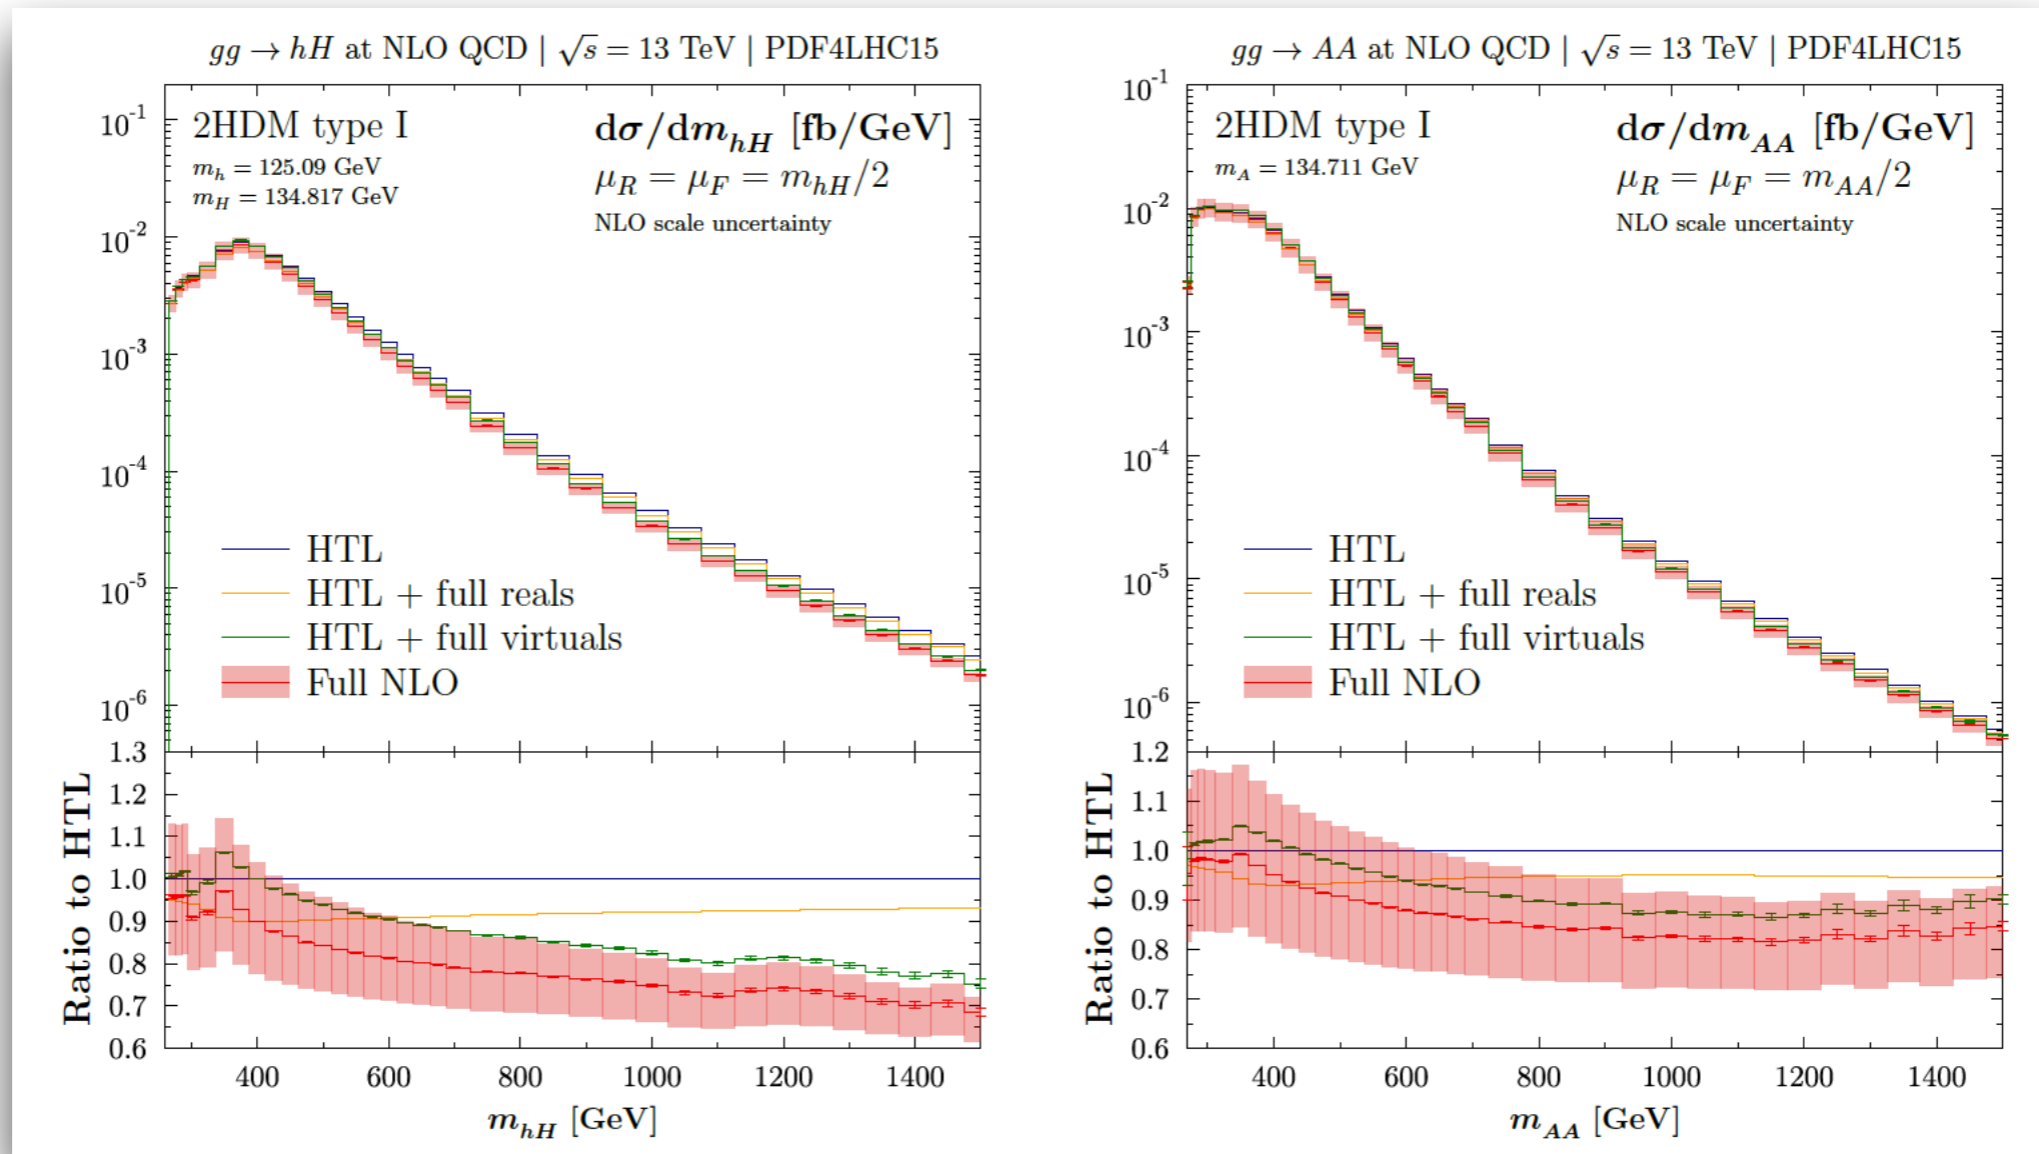 gg → hH at NLO QCD | √s = 13 TeV | PDF4LHC15
2HDM type I
m_h = 125.09 GeV
m_H = 134.817 GeV
dσ/dm_hH [fb/GeV]
μ_R = μ_F = m_hH/2
NLO scale uncertainty
10^-1
10^-2
10^-3
10^-4
10^-5
10^-6
HTL
HTL + full reals
HTL + full virtuals
Full NLO
Ratio to HTL
1.3
1.2
1.1
1.0
0.9
0.8
0.7
0.6
400 600 800 1000 1200 1400
m_hH [GeV]
gg → AA at NLO QCD | √s = 13 TeV | PDF4LHC15
2HDM type I
m_A = 134.711 GeV
dσ/dm_AA [fb/GeV]
μ_R = μ_F = m_AA/2
NLO scale uncertainty
10^-1
10^-2
10^-3
10^-4
10^-5
10^-6
HTL
HTL + full reals
HTL + full virtuals
Full NLO
Ratio to HTL
1.2
1.1
1.0
0.9
0.8
0.7
0.6
400 600 800 1000 1200 1400
m_AA [GeV]